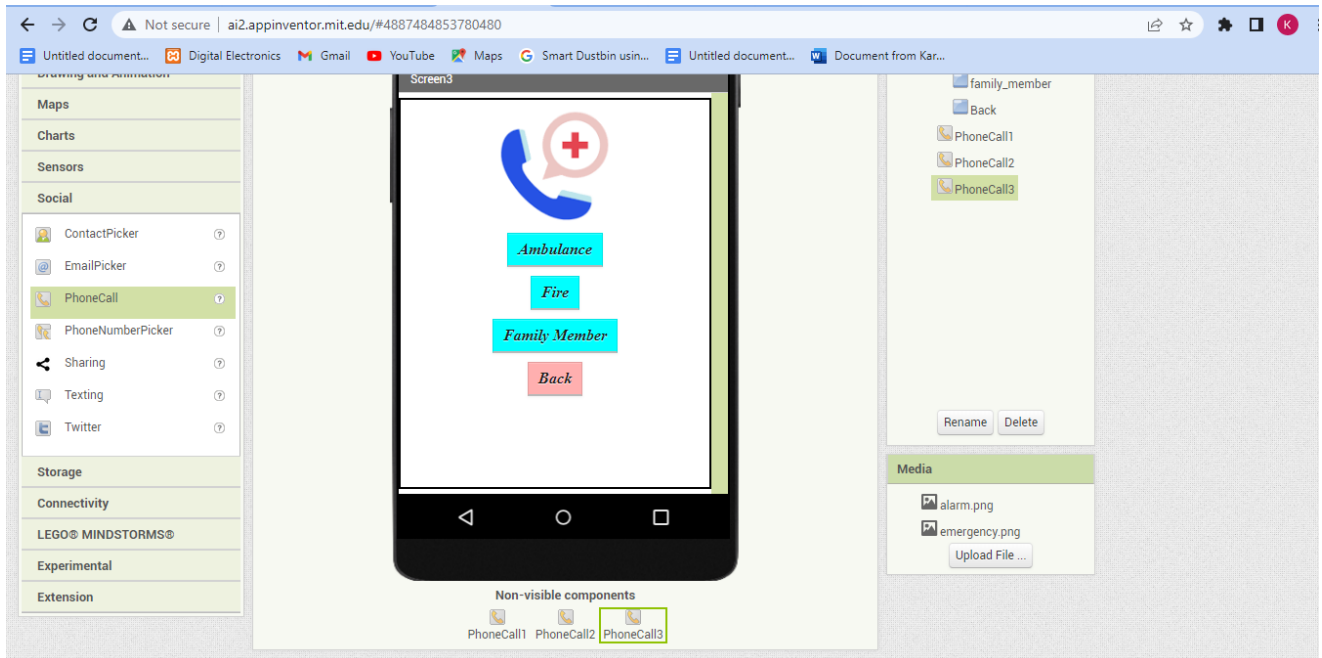 Not secure | ai2.appinventor.mit.edu/#4887484853780480
K
Untitled document... Digital Electronics Gmail YouTube Maps Smart Dustbin usin... Untitled document... Document from Kar...
Drawing and Animation
Maps
Charts
Sensors
Social
ContactPicker
EmailPicker
PhoneCall
PhoneNumberPicker
Sharing
Texting
Twitter
Storage
Connectivity
LEGO® MINDSTORMS®
Experimental
Extension
Screen3
Ambulance
Fire
Family Member
Back
Non-visible components
PhoneCall1 PhoneCall2 PhoneCall3
family_member
Back
PhoneCall1
PhoneCall2
PhoneCall3
Rename Delete
Media
alarm.png
emergency.png
Upload File ...